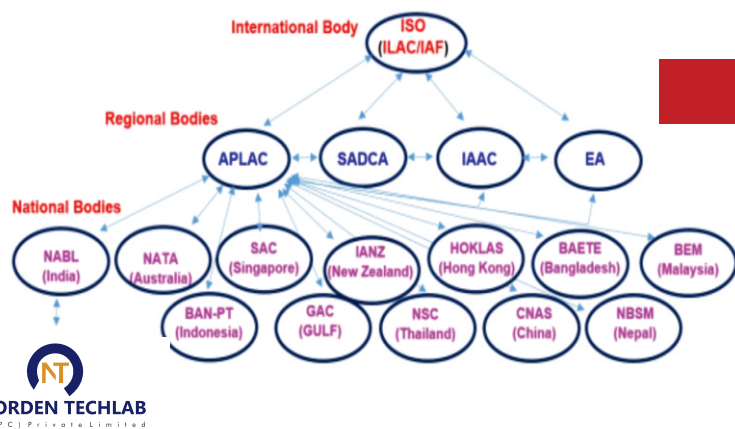 International Body
ISO
(ILAC/IAF)
Regional Bodies
APLAC
SADCA
IAAC
EA
National Bodies
NABL
(India)
NATA
(Australia)
SAC
(Singapore)
IANZ
(New Zealand)
HOKLAS
(Hong Kong)
BAETE
(Bangladesh)
BEM
(Malaysia)
BAN-PT
(Indonesia)
GAC
(GULF)
NSC
(Thailand)
CNAS
(China)
NBSM
(Nepal)
NT
ORDEN TECHLAB
PC) Private Limited